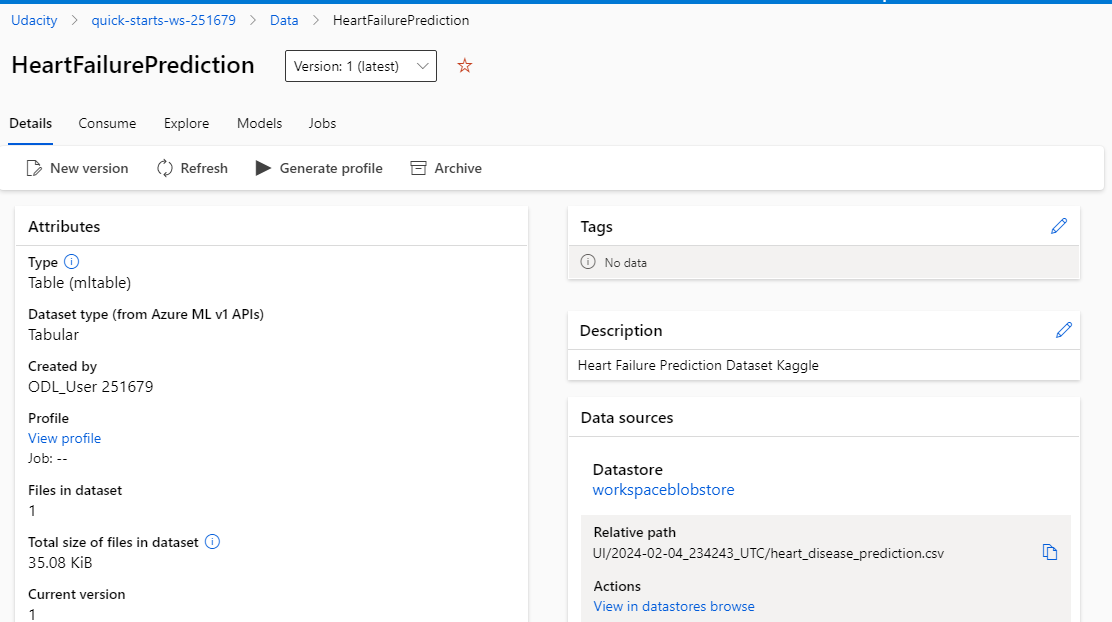 Udacity > quick-starts-ws-251679 > Data > HeartFailurePrediction
HeartFailurePrediction
Version: 1 (latest)
Details Consume Explore Models Jobs
New version Refresh Generate profile Archive
Attributes
Type
Table (mltable)
Dataset type (from Azure ML v1 APIs)
Tabular
Created by
ODL_User 251679
Profile
View profile
Job: --
Files in dataset
1
Total size of files in dataset
35.08 KiB
Current version
1
Tags
No data
Description
Heart Failure Prediction Dataset Kaggle
Data sources
Datastore
workspaceblobstore
Relative path
UI/2024-02-04_234243_UTC/heart_disease_prediction.csv
Actions
View in datastores browse